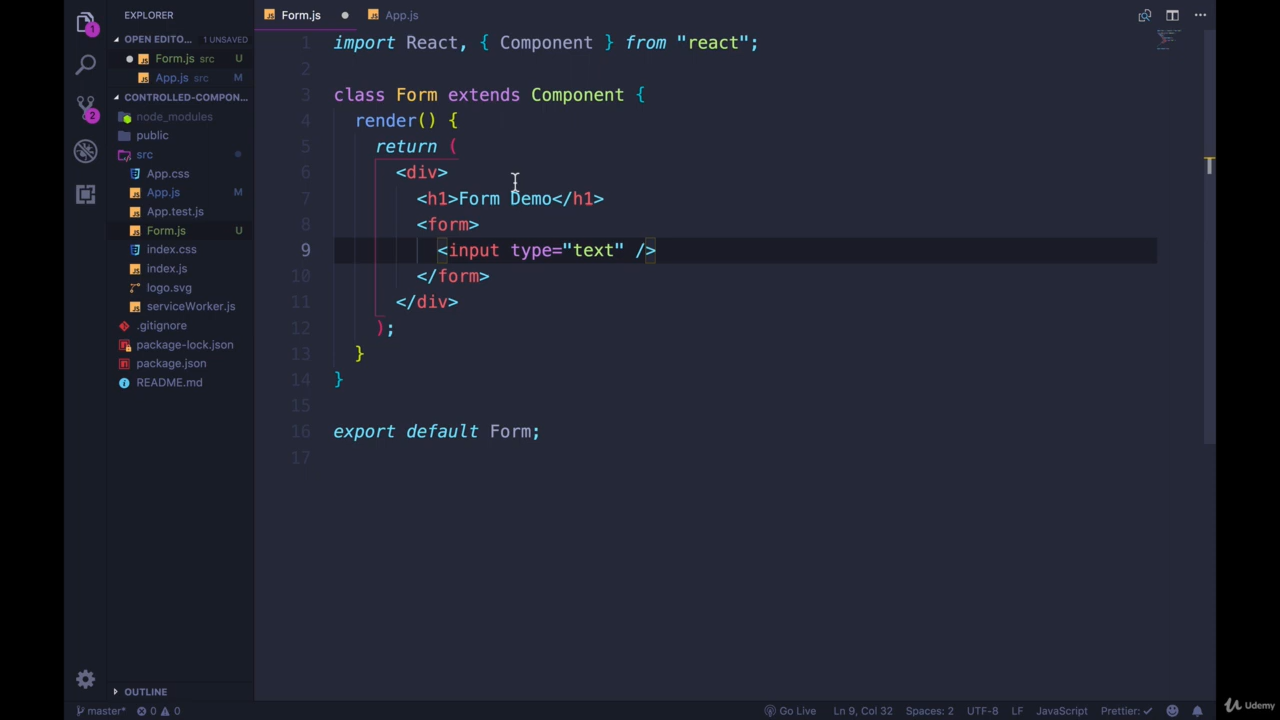 EXPLORER
OPEN EDITO... 1 UNSAVED
Form.js src U
App.js src M
CONTROLLED-COMPON...
node_modules
public
src
App.css
App.js M
App.test.js
Form.js U
index.css
index.js
logo.svg
serviceWorker.js
.gitignore
package-lock.json
package.json
README.md
OUTLINE
1
2
Form.js
App.js
1 import React, { Component } from "react";
2
3 class Form extends Component {
4 render() {
5 return (
6 <div>
7 <h1>Form Demo</h1>
8 <form>
9 <input type="text" />
10 </form>
11 </div>
12 );
13 }
14 }
15
16 export default Form;
17
master* 0 0 Go Live Ln 9, Col 32 Spaces: 2 UTF-8 LF JavaScript Prettier: ✓
Udemy